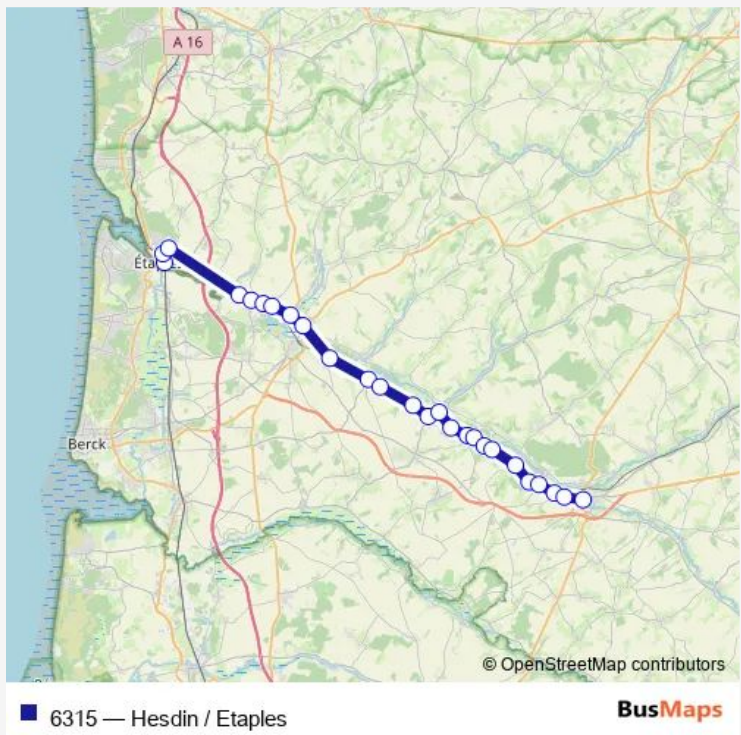 A 16
Berck
© OpenStreetMap contributors
6315 — Hesdin / Etaples
BusMaps